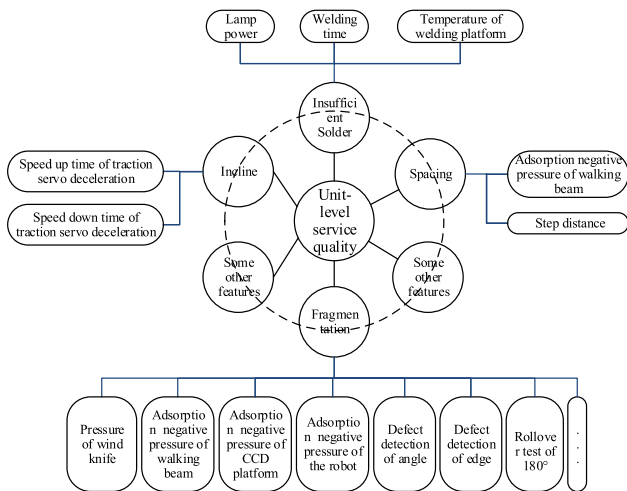 Lamp
power
Welding
time
Temperature of
welding platform
Insuffici
ent
Solder
Speed up time of traction
servo deceleration
Incline
Spacing
Adsorption negative
pressure of walking
beam
Speed down time of
traction servo deceleration
Unit-
level
service
quality
Step distance
Some
other
features
Some
other
features
Fragmen
tation
Pressure
of wind
knife
Adsorptio
n negative
pressure of
walking
beam
Adsorptio
n negative
pressure of
CCD
platform
Adsorptio
n negative
pressure of
the robot
Defect
detection
of angle
Defect
detection
of edge
Rollove
r test of
180°
.
.
.